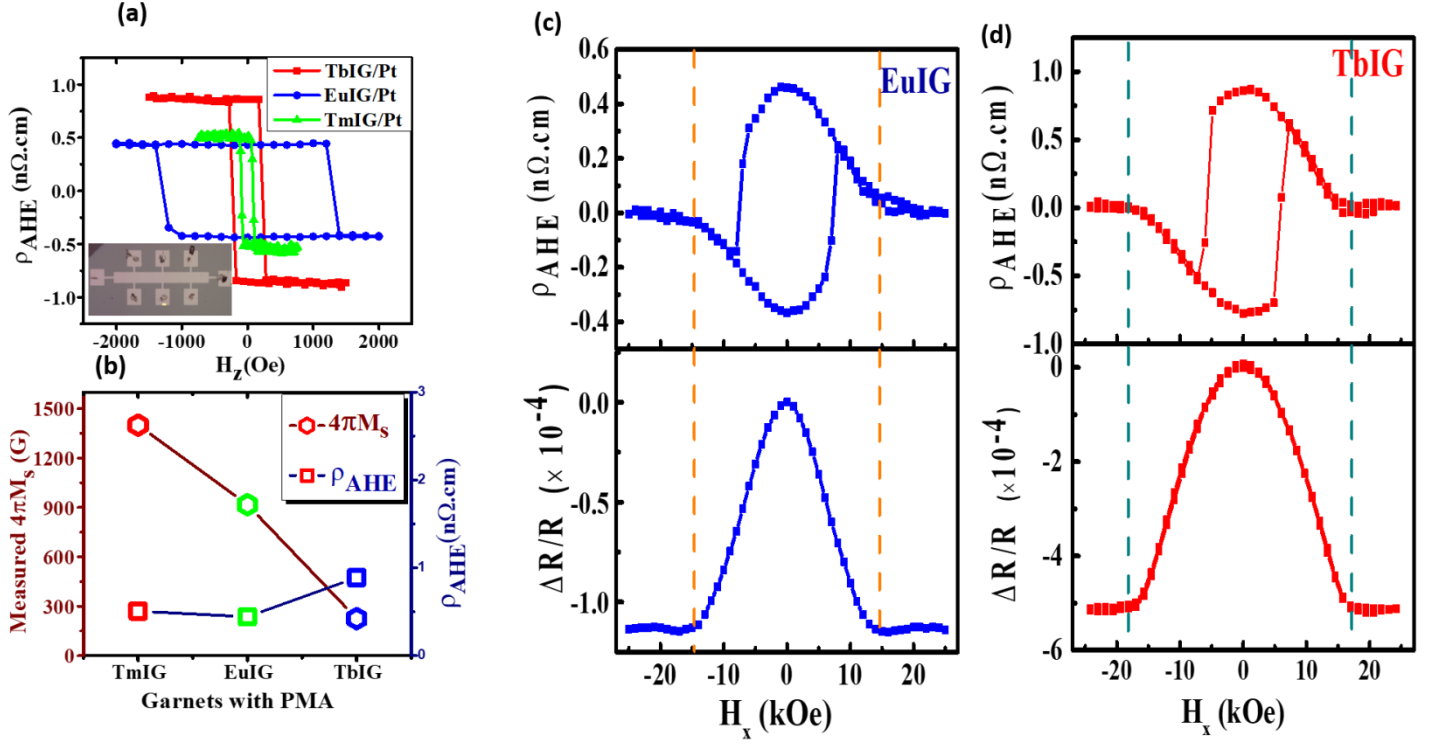 (a)
ρAHE (nΩ.cm)
1.0
0.5
0.0
-0.5
-1.0
TbIG/Pt
EuIG/Pt
TmIG/Pt
-2000 -1000 0 1000 2000
Hz(Oe)
(b)
Measured 4πMs (G)
1500
1200
900
600
300
0
4πMs
ρAHE
3
2
1
0
ρAHE(nΩ.cm)
TmIG EuIG TbIG
Garnets with PMA
(c)
EuIG
ρAHE (nΩ.cm)
0.6
0.4
0.2
0.0
-0.2
-0.4
ΔR/R (× 10⁻⁴)
0.0
-0.5
-1.0
-20 -10 0 10 20
Hx (kOe)
(d)
TbIG
ρAHE (nΩ.cm)
1.0
0.5
0.0
-0.5
-1.0
ΔR/R (× 10⁻⁴)
0
-2
-4
-6
-20 -10 0 10 20
Hx (kOe)